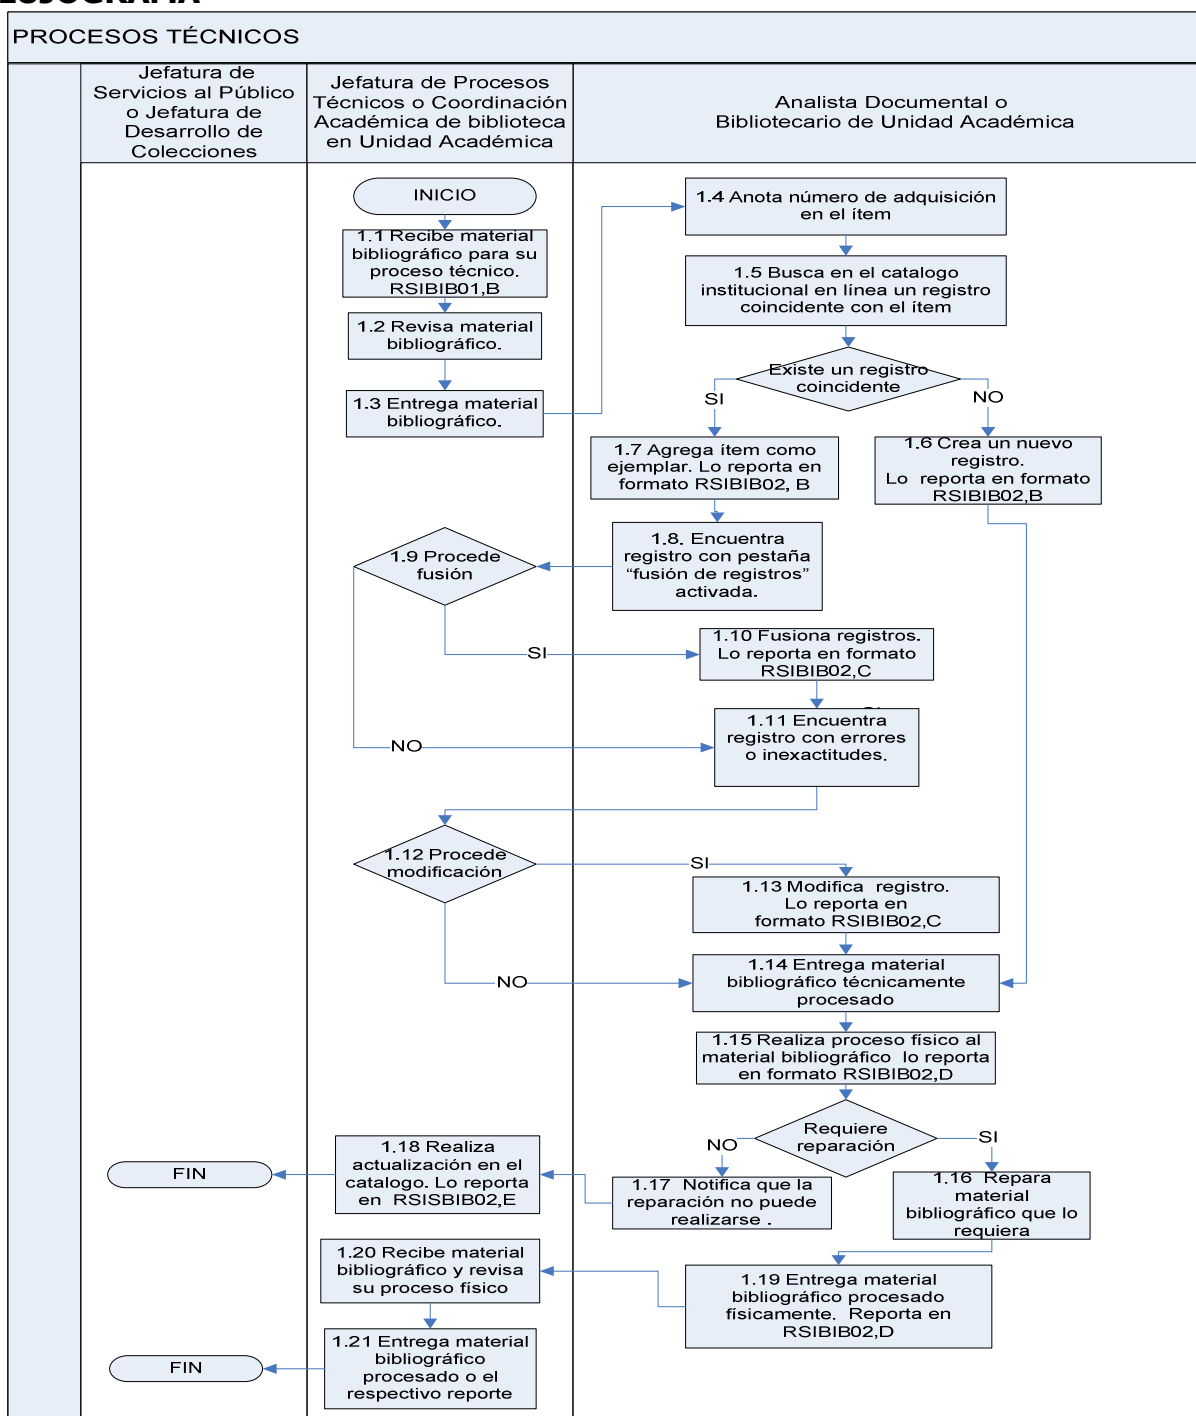 PROCESOS TÉCNICOS
Jefatura de
Servicios al Público
o Jefatura de
Desarrollo de
Colecciones
Jefatura de Procesos
Técnicos o Coordinación
Académica de biblioteca
en Unidad Académica
Analista Documental o
Bibliotecario de Unidad Académica
INICIO
1.1 Recibe material
bibliográfico para su
proceso técnico.
RSIBIB01,B
1.2 Revisa material
bibliográfico.
1.3 Entrega material
bibliográfico.
1.4 Anota número de adquisición
en el ítem
1.5 Busca en el catalogo
institucional en línea un registro
coincidente con el ítem
Existe un registro
coincidente
SI
NO
1.7 Agrega ítem como
ejemplar. Lo reporta en
formato RSIBIB02, B
1.6 Crea un nuevo
registro.
Lo reporta en formato
RSIBIB02,B
1.8. Encuentra
registro con pestaña
“fusión de registros”
activada.
1.9 Procede
fusión
SI
1.10 Fusiona registros.
Lo reporta en formato
RSIBIB02,C
NO
1.11 Encuentra
registro con errores
o inexactitudes.
1.12 Procede
modificación
SI
1.13 Modifica registro.
Lo reporta en
formato RSIBIB02,C
NO
1.14 Entrega material
bibliográfico técnicamente
procesado
1.15 Realiza proceso físico al
material bibliográfico lo reporta
en formato RSIBIB02,D
Requiere
reparación
NO
SI
1.16 Repara
material
bibliográfico que lo
requiera
1.17 Notifica que la
reparación no puede
realizarse .
1.18 Realiza
actualización en el
catalogo. Lo reporta
en RSISBIB02,E
FIN
1.19 Entrega material
bibliográfico procesado
físicamente. Reporta en
RSIBIB02,D
1.20 Recibe material
bibliográfico y revisa
su proceso físico
1.21 Entrega material
bibliográfico
procesado o el
respectivo reporte
FIN